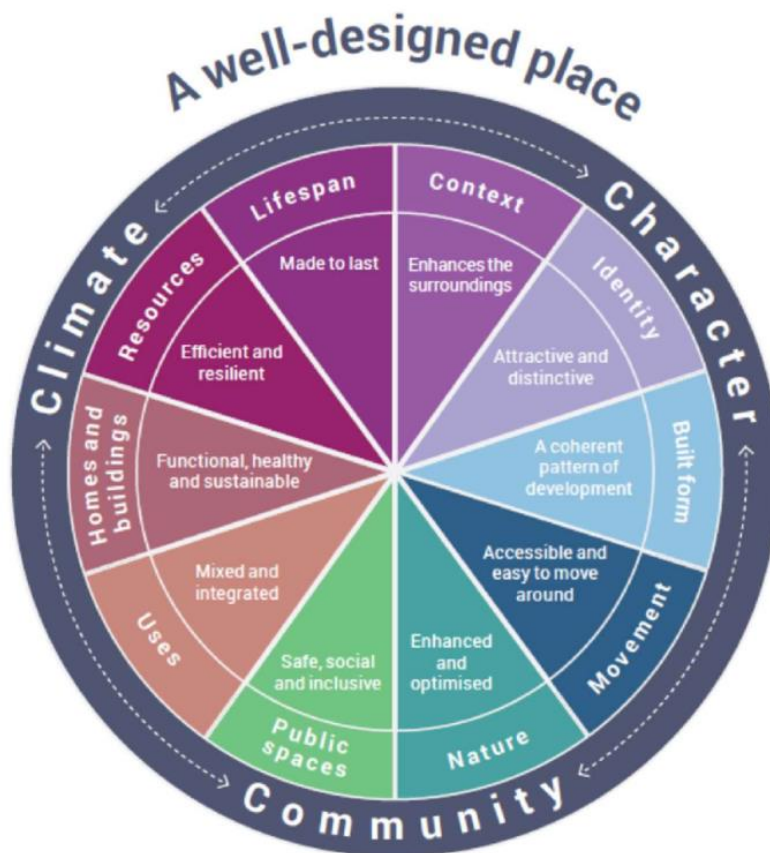 A well-designed place
Climate
Character
Community
Context
Enhances the
surroundings
Identity
Attractive and
distinctive
Built form
A coherent
pattern of
development
Movement
Accessible and
easy to move
around
Nature
Enhanced
and
optimised
Public
spaces
Safe, social
and inclusive
Uses
Mixed and
integrated
Homes and
buildings
Functional, healthy
and sustainable
Resources
Efficient and
resilient
Lifespan
Made to last